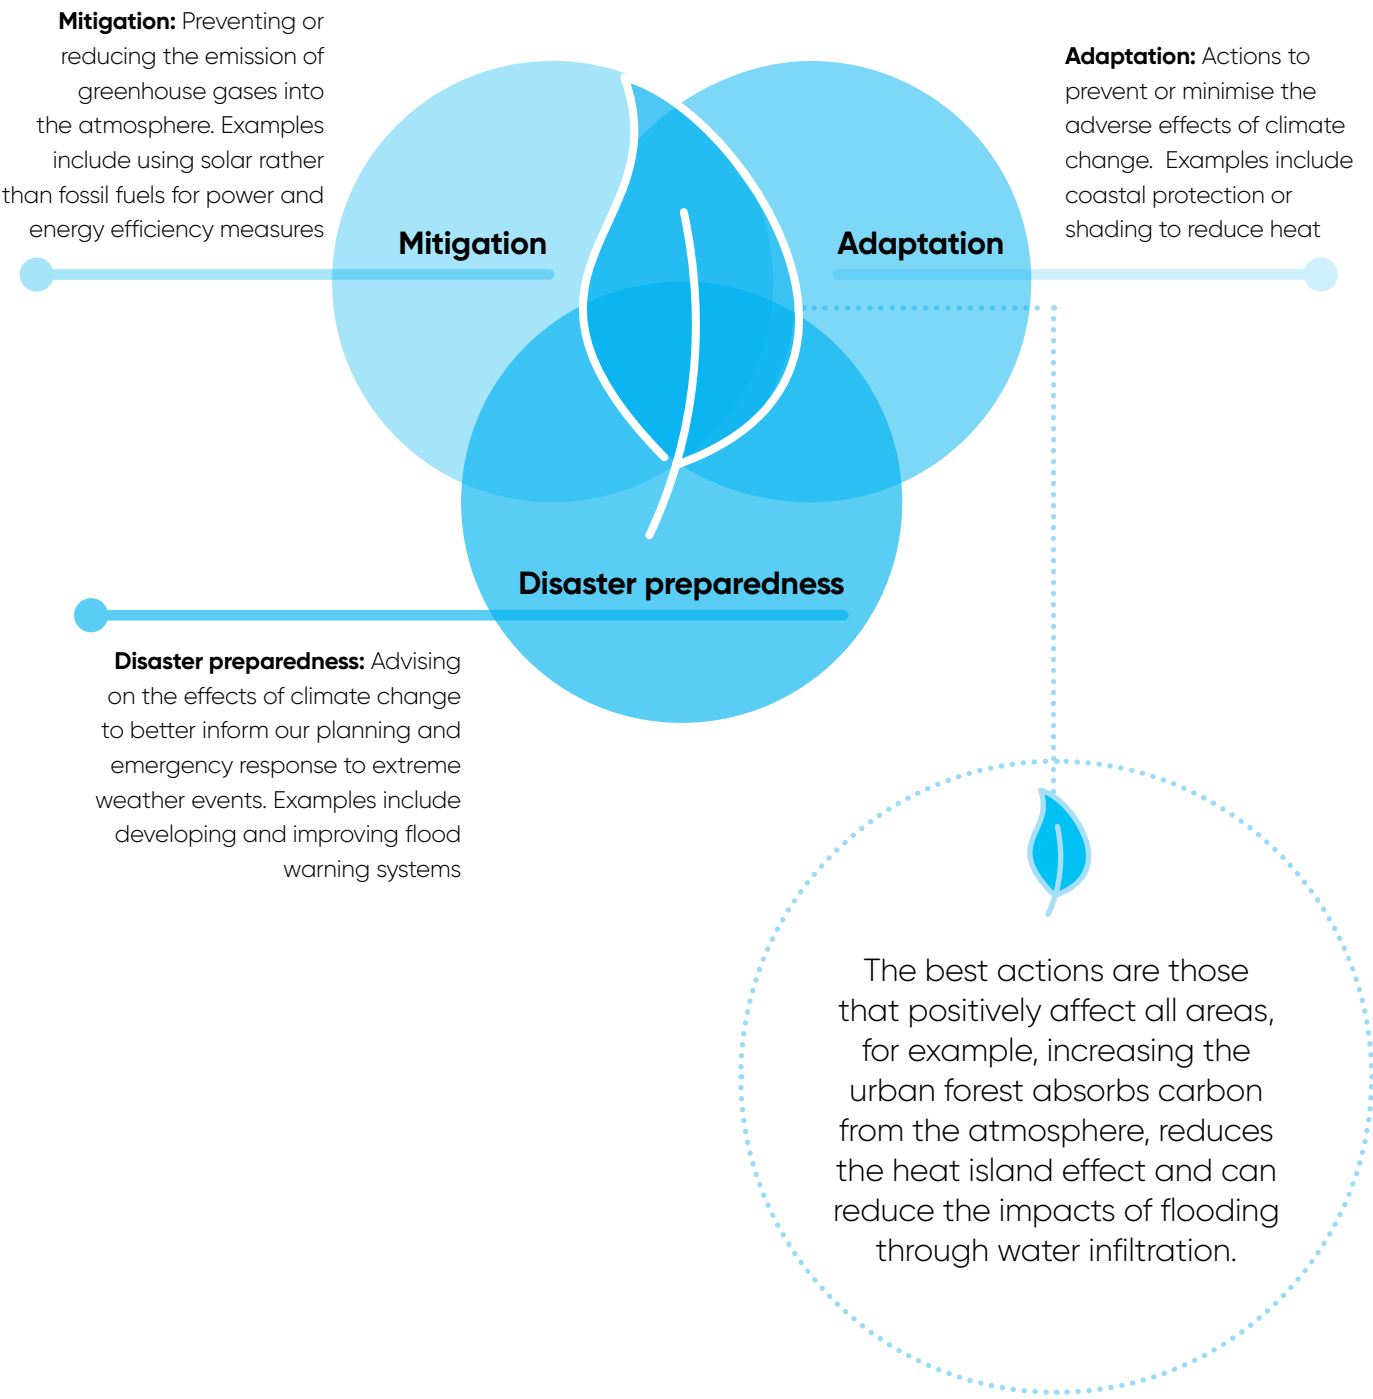 Mitigation: Preventing or
reducing the emission of
greenhouse gases into
the atmosphere. Examples
include using solar rather
than fossil fuels for power and
energy efficiency measures
Adaptation: Actions to
prevent or minimise the
adverse effects of climate
change.  Examples include
coastal protection or
shading to reduce heat
Mitigation
Adaptation
Disaster preparedness
Disaster preparedness: Advising
on the effects of climate change
to better inform our planning and
emergency response to extreme
weather events. Examples include
developing and improving flood
warning systems
The best actions are those
that positively affect all areas,
for example, increasing the
urban forest absorbs carbon
from the atmosphere, reduces
the heat island effect and can
reduce the impacts of flooding
through water infiltration.